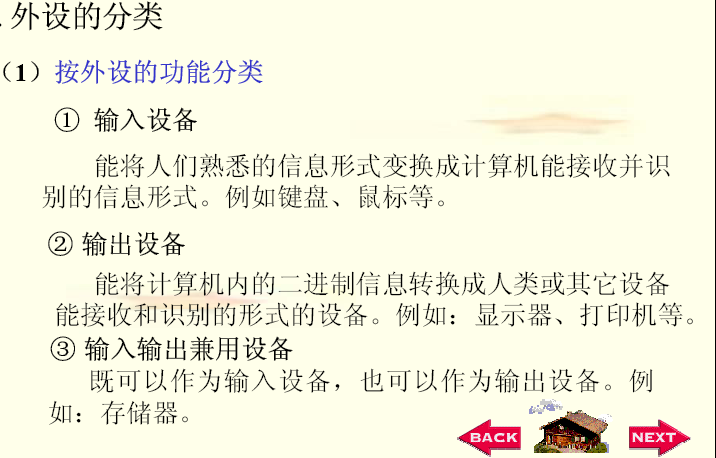 . 外设的分类
（1）按外设的功能分类
① 输入设备
能将人们熟悉的信息形式变换成计算机能接收并识
别的信息形式。例如键盘、鼠标等。
② 输出设备
能将计算机内的二进制信息转换成人类或其它设备
能接收和识别的形式的设备。例如：显示器、打印机等。
③ 输入输出兼用设备
既可以作为输入设备，也可以作为输出设备。例
如：存储器。
BACK NEXT